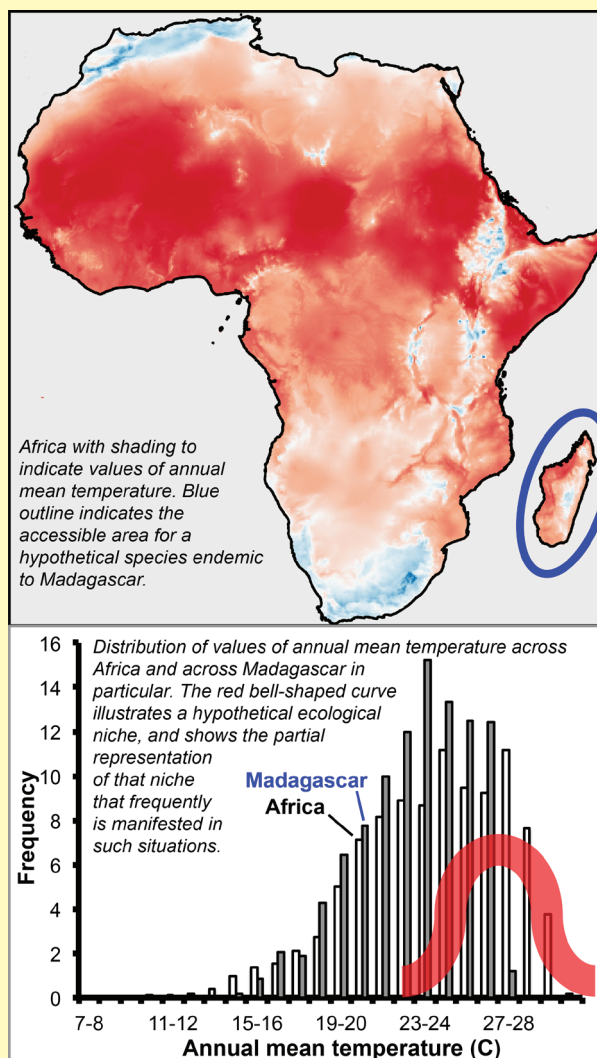 Africa with shading to
indicate values of annual
mean temperature. Blue
outline indicates the
accessible area for a
hypothetical species endemic
to Madagascar.
16
14
12
10
8
6
4
2
0
Frequency
Distribution of values of annual mean temperature across
Africa and across Madagascar in
particular. The red bell-shaped curve
illustrates a hypothetical ecological
niche, and shows the partial
representation
of that niche
that frequently
is manifested in
such situations.
Madagascar
Africa
7-8 11-12 15-16 19-20 23-24 27-28
Annual mean temperature (C)